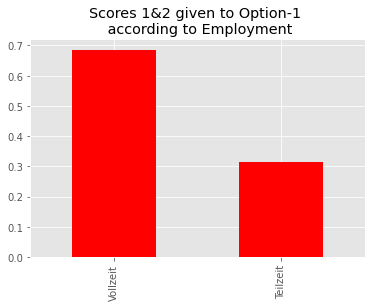 Scores 1&2 given to Option-1
according to Employment
0.7
0.6
0.5
0.4
0.3
0.2
0.1
0.0
Vollzeit
Teilzeit